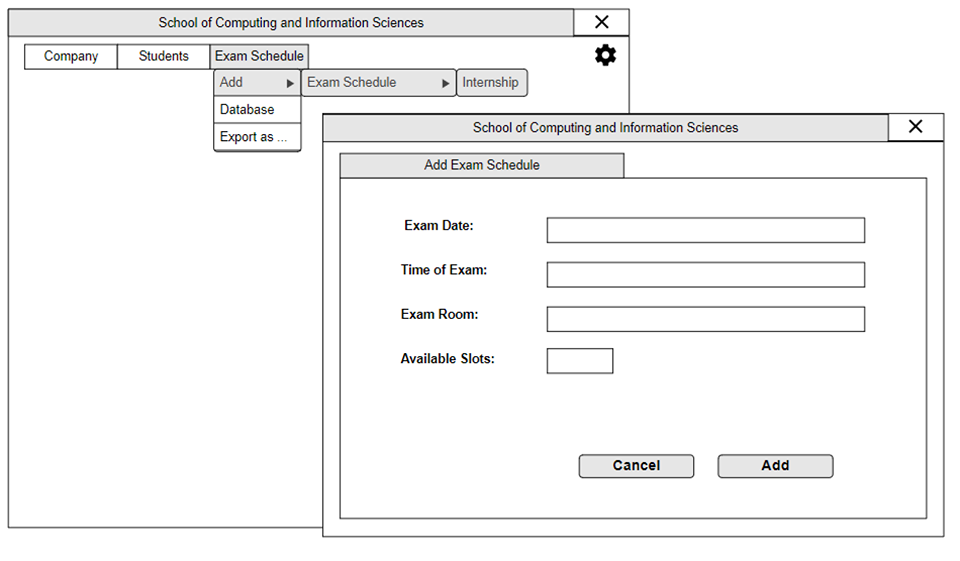 School of Computing and Information Sciences
Company Students Exam Schedule
Add Exam Schedule Internship
Database
Export as ...
School of Computing and Information Sciences
Add Exam Schedule
Exam Date:
Time of Exam:
Exam Room:
Available Slots:
Cancel Add